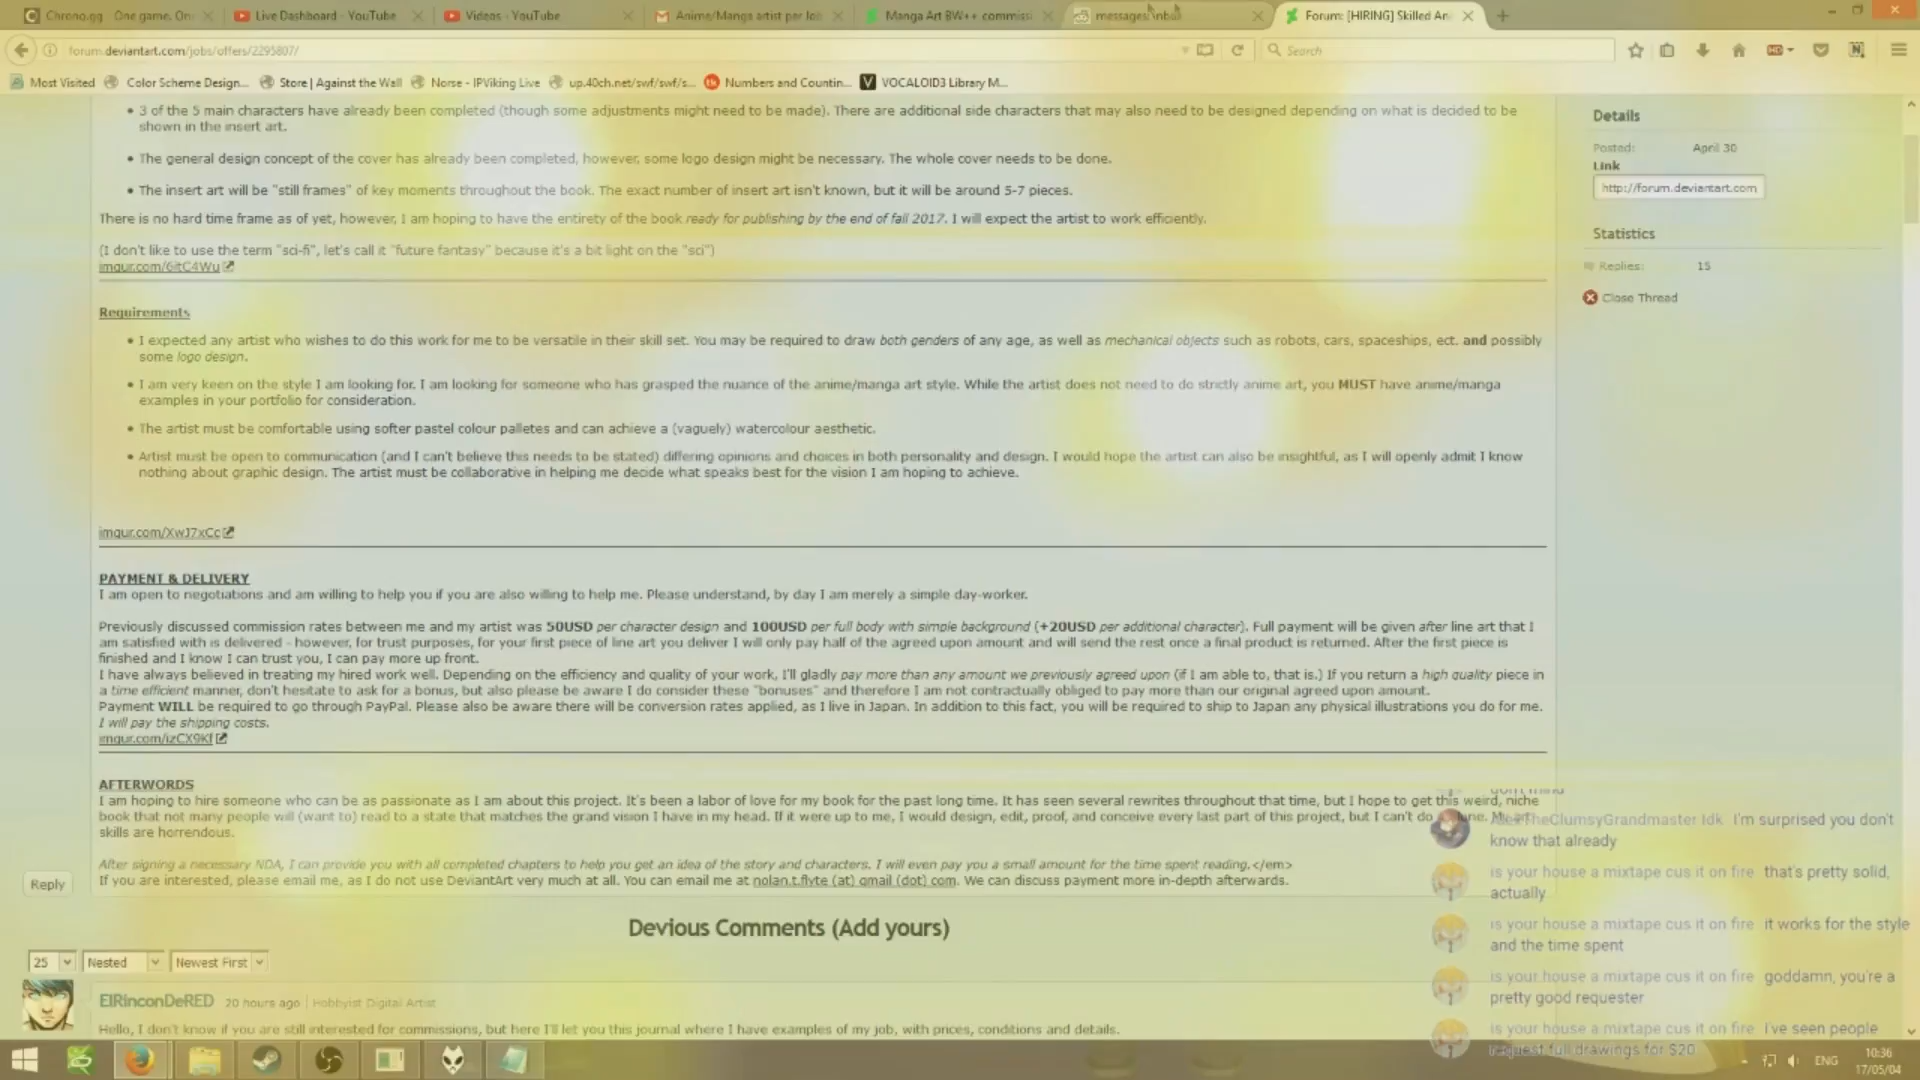 Chrono.gg _ One game. On
Live Dashboard - YouTube
Videos - YouTube
Anime/Manga artist per lo
Manga Art BW++ commissi
messages: inbox
Forum: [HIRING] Skilled An
forum.deviantart.com/jobs/offers/2295807/
Search
Most Visited
Color Scheme Design...
Store | Against the Wall
Norse - IPViking Live
up.40ch.net/swf/swf/s...
Numbers and Countin...
VOCALOID3 Library M...
• 3 of the 5 main characters have already been completed (though some adjustments might need to be made). There are additional side characters that may also need to be designed depending on what is decided to be
shown in the insert art.
• The general design concept of the cover has already been completed, however, some logo design might be necessary. The whole cover needs to be done.
• The insert art will be "still frames" of key moments throughout the book. The exact number of insert art isn't known, but it will be around 5-7 pieces.
There is no hard time frame as of yet, however, I am hoping to have the entirety of the book ready for publishing by the end of fall 2017. I will expect the artist to work efficiently.
(I don't like to use the term "sci-fi", let's call it "future fantasy" because it's a bit light on the "sci")
imgur.com/6itC4Wu
Requirements
• I expected any artist who wishes to do this work for me to be versatile in their skill set. You may be required to draw both genders of any age, as well as mechanical objects such as robots, cars, spaceships, ect. and possibly
some logo design.
• I am very keen on the style I am looking for. I am looking for someone who has grasped the nuance of the anime/manga art style. While the artist does not need to do strictly anime art, you MUST have anime/manga
examples in your portfolio for consideration.
• The artist must be comfortable using softer pastel colour palletes and can achieve a (vaguely) watercolour aesthetic.
• Artist must be open to communication (and I can't believe this needs to be stated) differing opinions and choices in both personality and design. I would hope the artist can also be insightful, as I will openly admit I know
nothing about graphic design. The artist must be collaborative in helping me decide what speaks best for the vision I am hoping to achieve.
imgur.com/XwJ7xCc
PAYMENT & DELIVERY
I am open to negotiations and am willing to help you if you are also willing to help me. Please understand, by day I am merely a simple day-worker.
Previously discussed commission rates between me and my artist was 50USD per character design and 100USD per full body with simple background (+20USD per additional character). Full payment will be given after line art that I
am satisfied with is delivered - however, for trust purposes, for your first piece of line art you deliver I will only pay half of the agreed upon amount and will send the rest once a final product is returned. After the first piece is
finished and I know I can trust you, I can pay more up front.
I have always believed in treating my hired work well. Depending on the efficiency and quality of your work, I'll gladly pay more than any amount we previously agreed upon (if I am able to, that is.) If you return a high quality piece in
a time efficient manner, don't hesitate to ask for a bonus, but also please be aware I do consider these "bonuses" and therefore I am not contractually obliged to pay more than our original agreed upon amount.
Payment WILL be required to go through PayPal. Please also be aware there will be conversion rates applied, as I live in Japan. In addition to this fact, you will be required to ship to Japan any physical illustrations you do for me.
I will pay the shipping costs.
imgur.com/izCX9Kf
AFTERWORDS
I am hoping to hire someone who can be as passionate as I am about this project. It's been a labor of love for my book for the past long time. It has seen several rewrites throughout that time, but I hope to get this weird, niche
book that not many people will (want to) read to a state that matches the grand vision I have in my head. If it were up to me, I would design, edit, proof, and conceive every last part of this project, but I can't do
skills are horrendous.
After signing a necessary NDA, I can provide you with all completed chapters to help you get an idea of the story and characters. I will even pay you a small amount for the time spent reading.</em>
If you are interested, please email me, as I do not use DeviantArt very much at all. You can email me at nolan.t.flyte (at) gmail (dot) com. We can discuss payment more in-depth afterwards.
Reply
Devious Comments (Add yours)
25
Nested
Newest First
ElRinconDeRED 20 hours ago | Hobbyist Digital Artist
Hello, I don't know if you are still interested for commissions, but here I'll let you this journal where I have examples of my job, with prices, conditions and details.
Details
Posted: April 30
Link
http://forum.deviantart.com
Statistics
Replies: 15
Close Thread
don't mind
AlexTheClumsyGrandmaster Idk I'm surprised you don't
know that already
is your house a mixtape cus it on fire that's pretty solid,
actually
is your house a mixtape cus it on fire it works for the style
and the time spent
is your house a mixtape cus it on fire goddamn, you're a
pretty good requester
is your house a mixtape cus it on fire I've seen people
request full drawings for $20
ENG
10:36
17/05/04